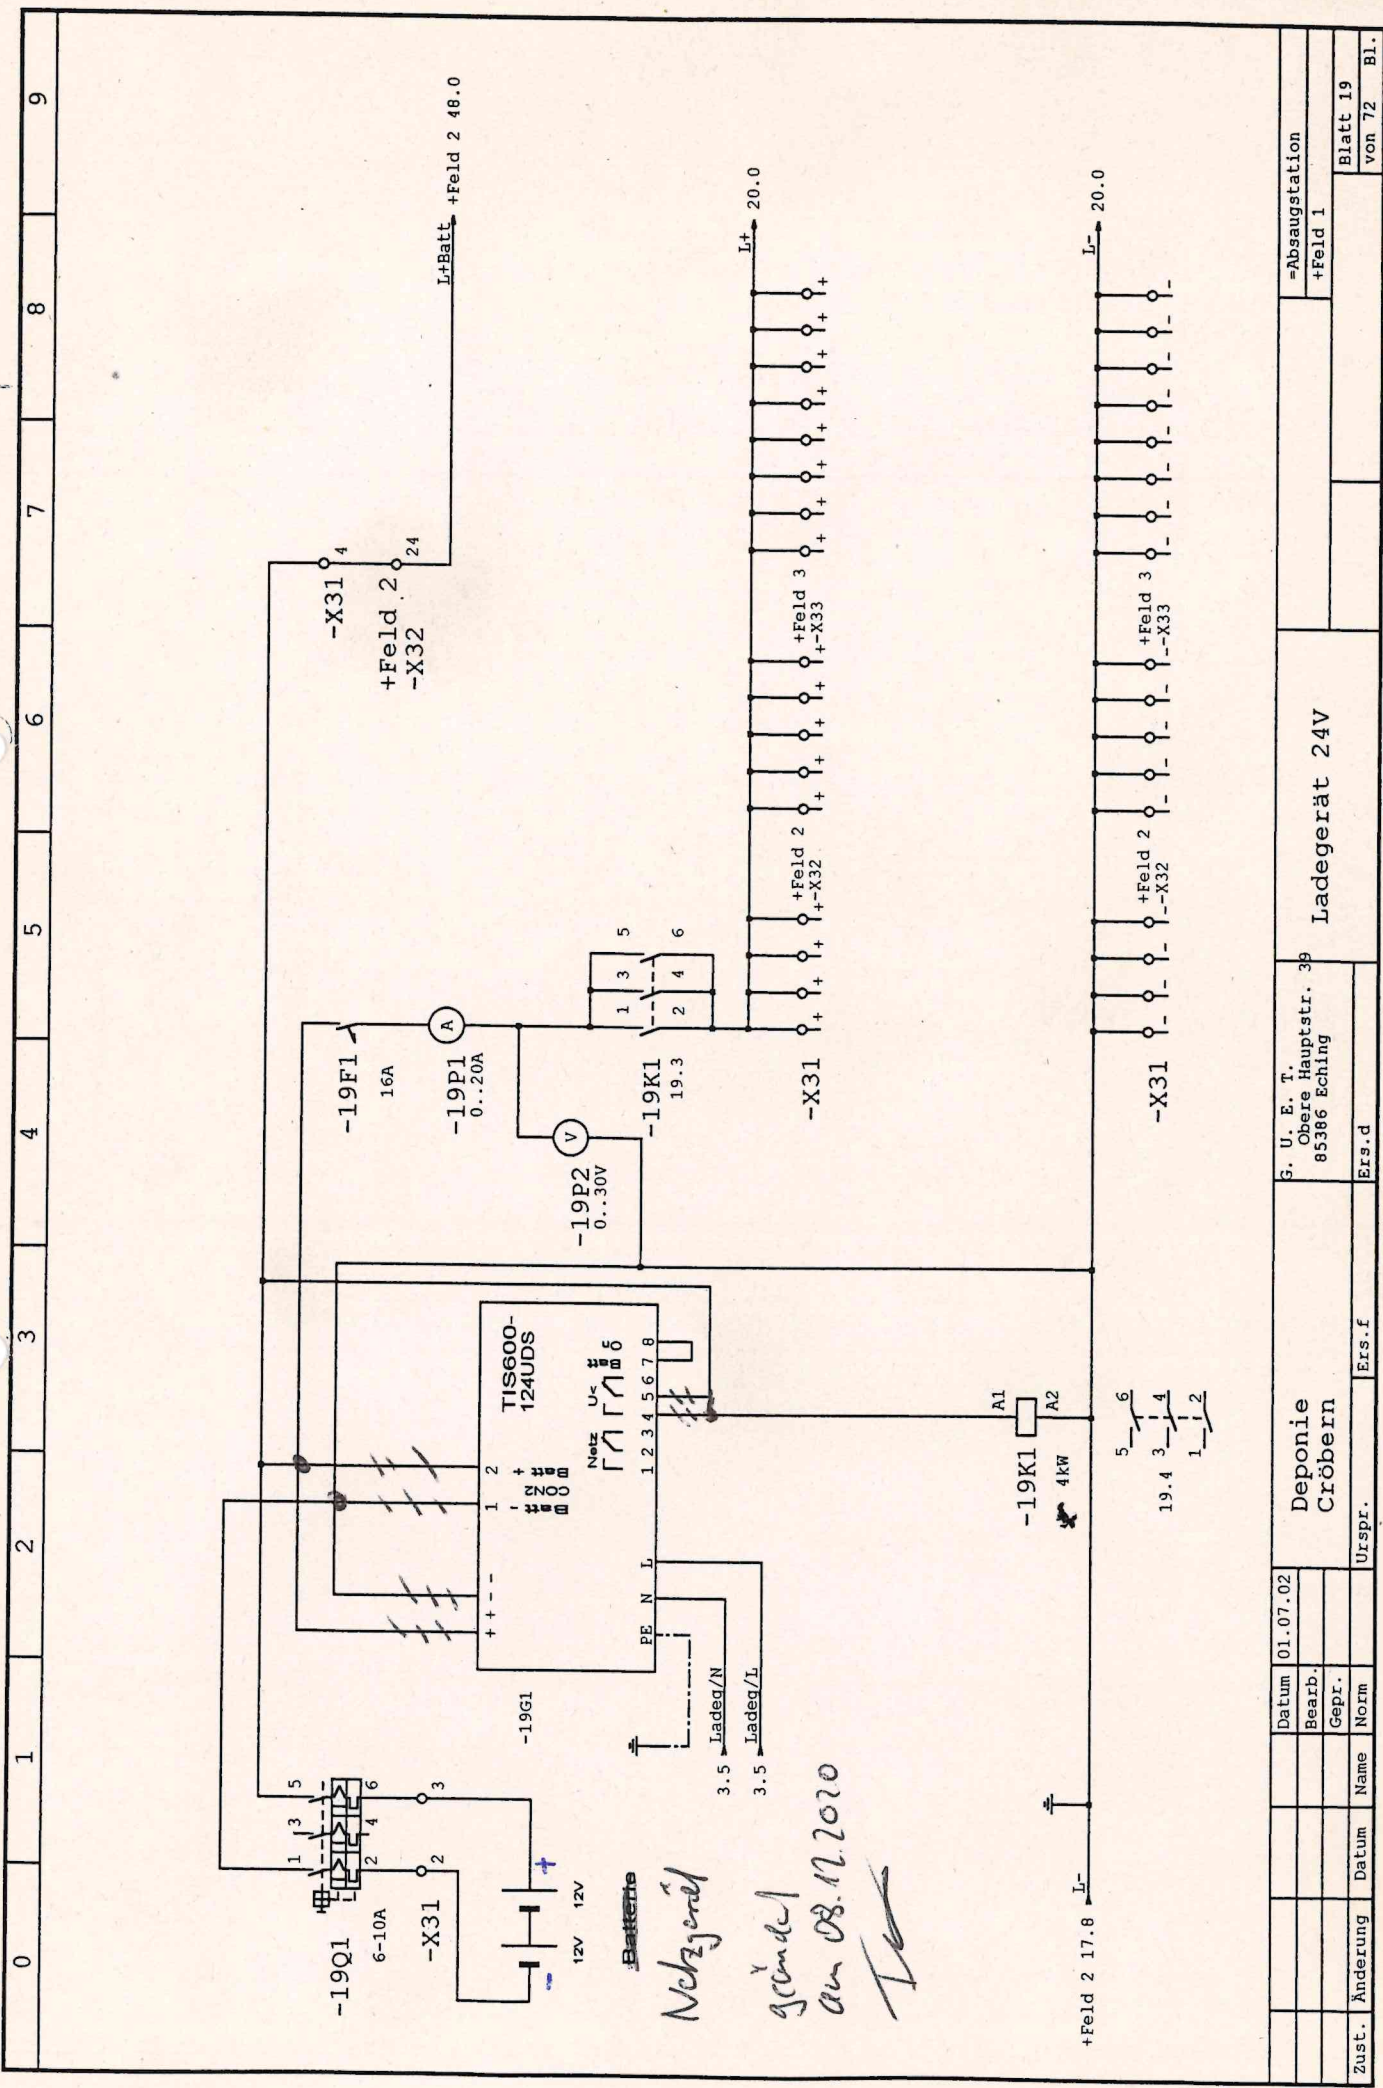 0 1 2 3 4 5 6 7 8 9
-19Q1
6-10A
1 3 5
2 4 6
-X31
2 3
- +
12V 12V
Batterie
Netzgerät
geändert
am 08.12.2020
-19G1
TIS600-
124UDS
+ + - -
1 2
Batt - CON2 Batt +
Netz U< Batt
PE N L 1 2 3 4 5 6 7 8
3.5 Ladeg/N
3.5 Ladeg/L
-19F1
16A
-19P1
0..20A
A
-19P2
0..30V
V
-19K1
19.3
1 3 5
2 4 6
-X31
4
+Feld 2
-X32
24
L+Batt +Feld 2 48.0
L+ 20.0
-X31
+ + + +
+Feld 2
-X32
+ + + + +
+Feld 3
-X33
+ + + + + + + +
L- 20.0
-X31
- - - -
+Feld 2
-X32
- - - - -
+Feld 3
-X33
- - - - - - - -
-19K1
4kW
A1
A2
5 6
19.4 3 4
1 2
+Feld 2 17.8 L-
Zust. Änderung Datum Name
Datum 01.07.02
Bearb.
Gepr.
Norm
Deponie
Cröbern
Urspr. Ers.f Ers.d
G. U. E. T.
Obere Hauptstr. 39
85386 Eching
Ladegerät 24V
=Absaugstation
+Feld 1
Blatt 19
von 72 Bl.